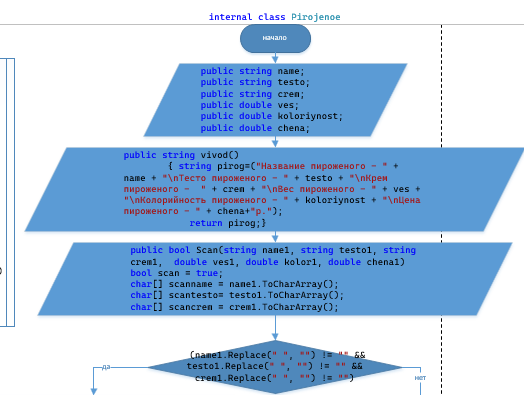 internal class Pirojenoe
начало
public string name;
public string testo;
public string crem;
public double ves;
public double koloriynost;
public double chena;
public string vivod()
{ string pirog=("Название пироженого – " +
name + "\nТесто пироженого – " + testo + "\nКрем
пироженого –  " + crem + "\nВес пироженого – " + ves +
"\nКолорийность пироженого – " + koloriynost + "\nЦена
пироженого – " + chena+"р.");
return pirog;}
public bool Scan(string name1, string testo1, string
crem1,  double ves1, double kolor1, double chena1)
bool scan = true;
char[] scanname = name1.ToCharArray();
char[] scantesto= testo1.ToCharArray();
char[] scancrem = crem1.ToCharArray();
(name1.Replace(" ", "") != "" &&
testo1.Replace(" ", "") != "" &&
crem1.Replace(" ", "") != "")
да
нет